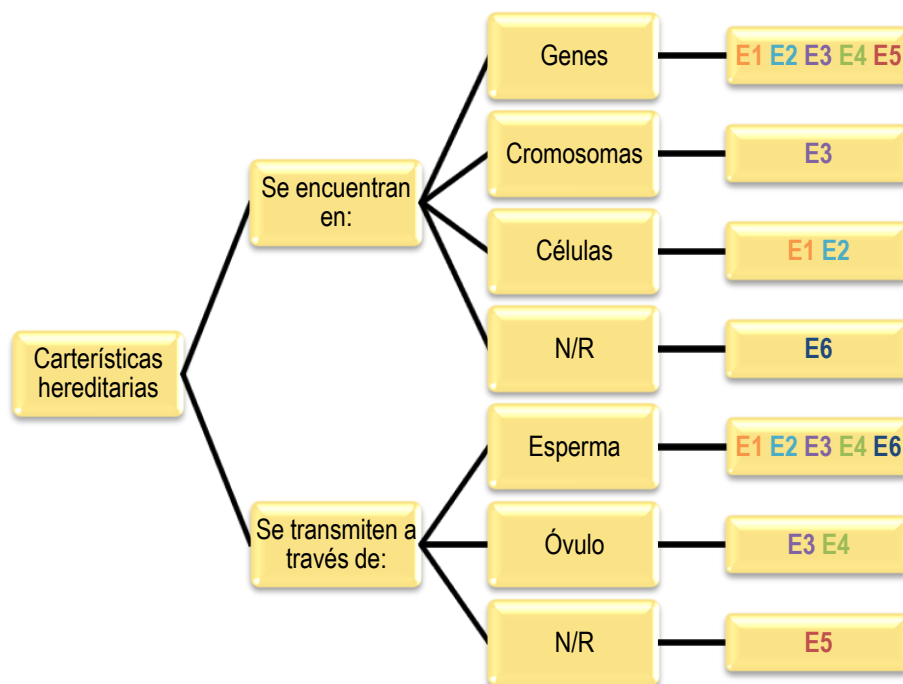 Genes
E1 E2 E3 E4 E5
Cromosomas
E3
Se encuentran
en:
Células
E1 E2
N/R
E6
Carterísticas
hereditarias
Esperma
E1 E2 E3 E4 E6
Se transmiten a
través de:
Óvulo
E3 E4
N/R
E5